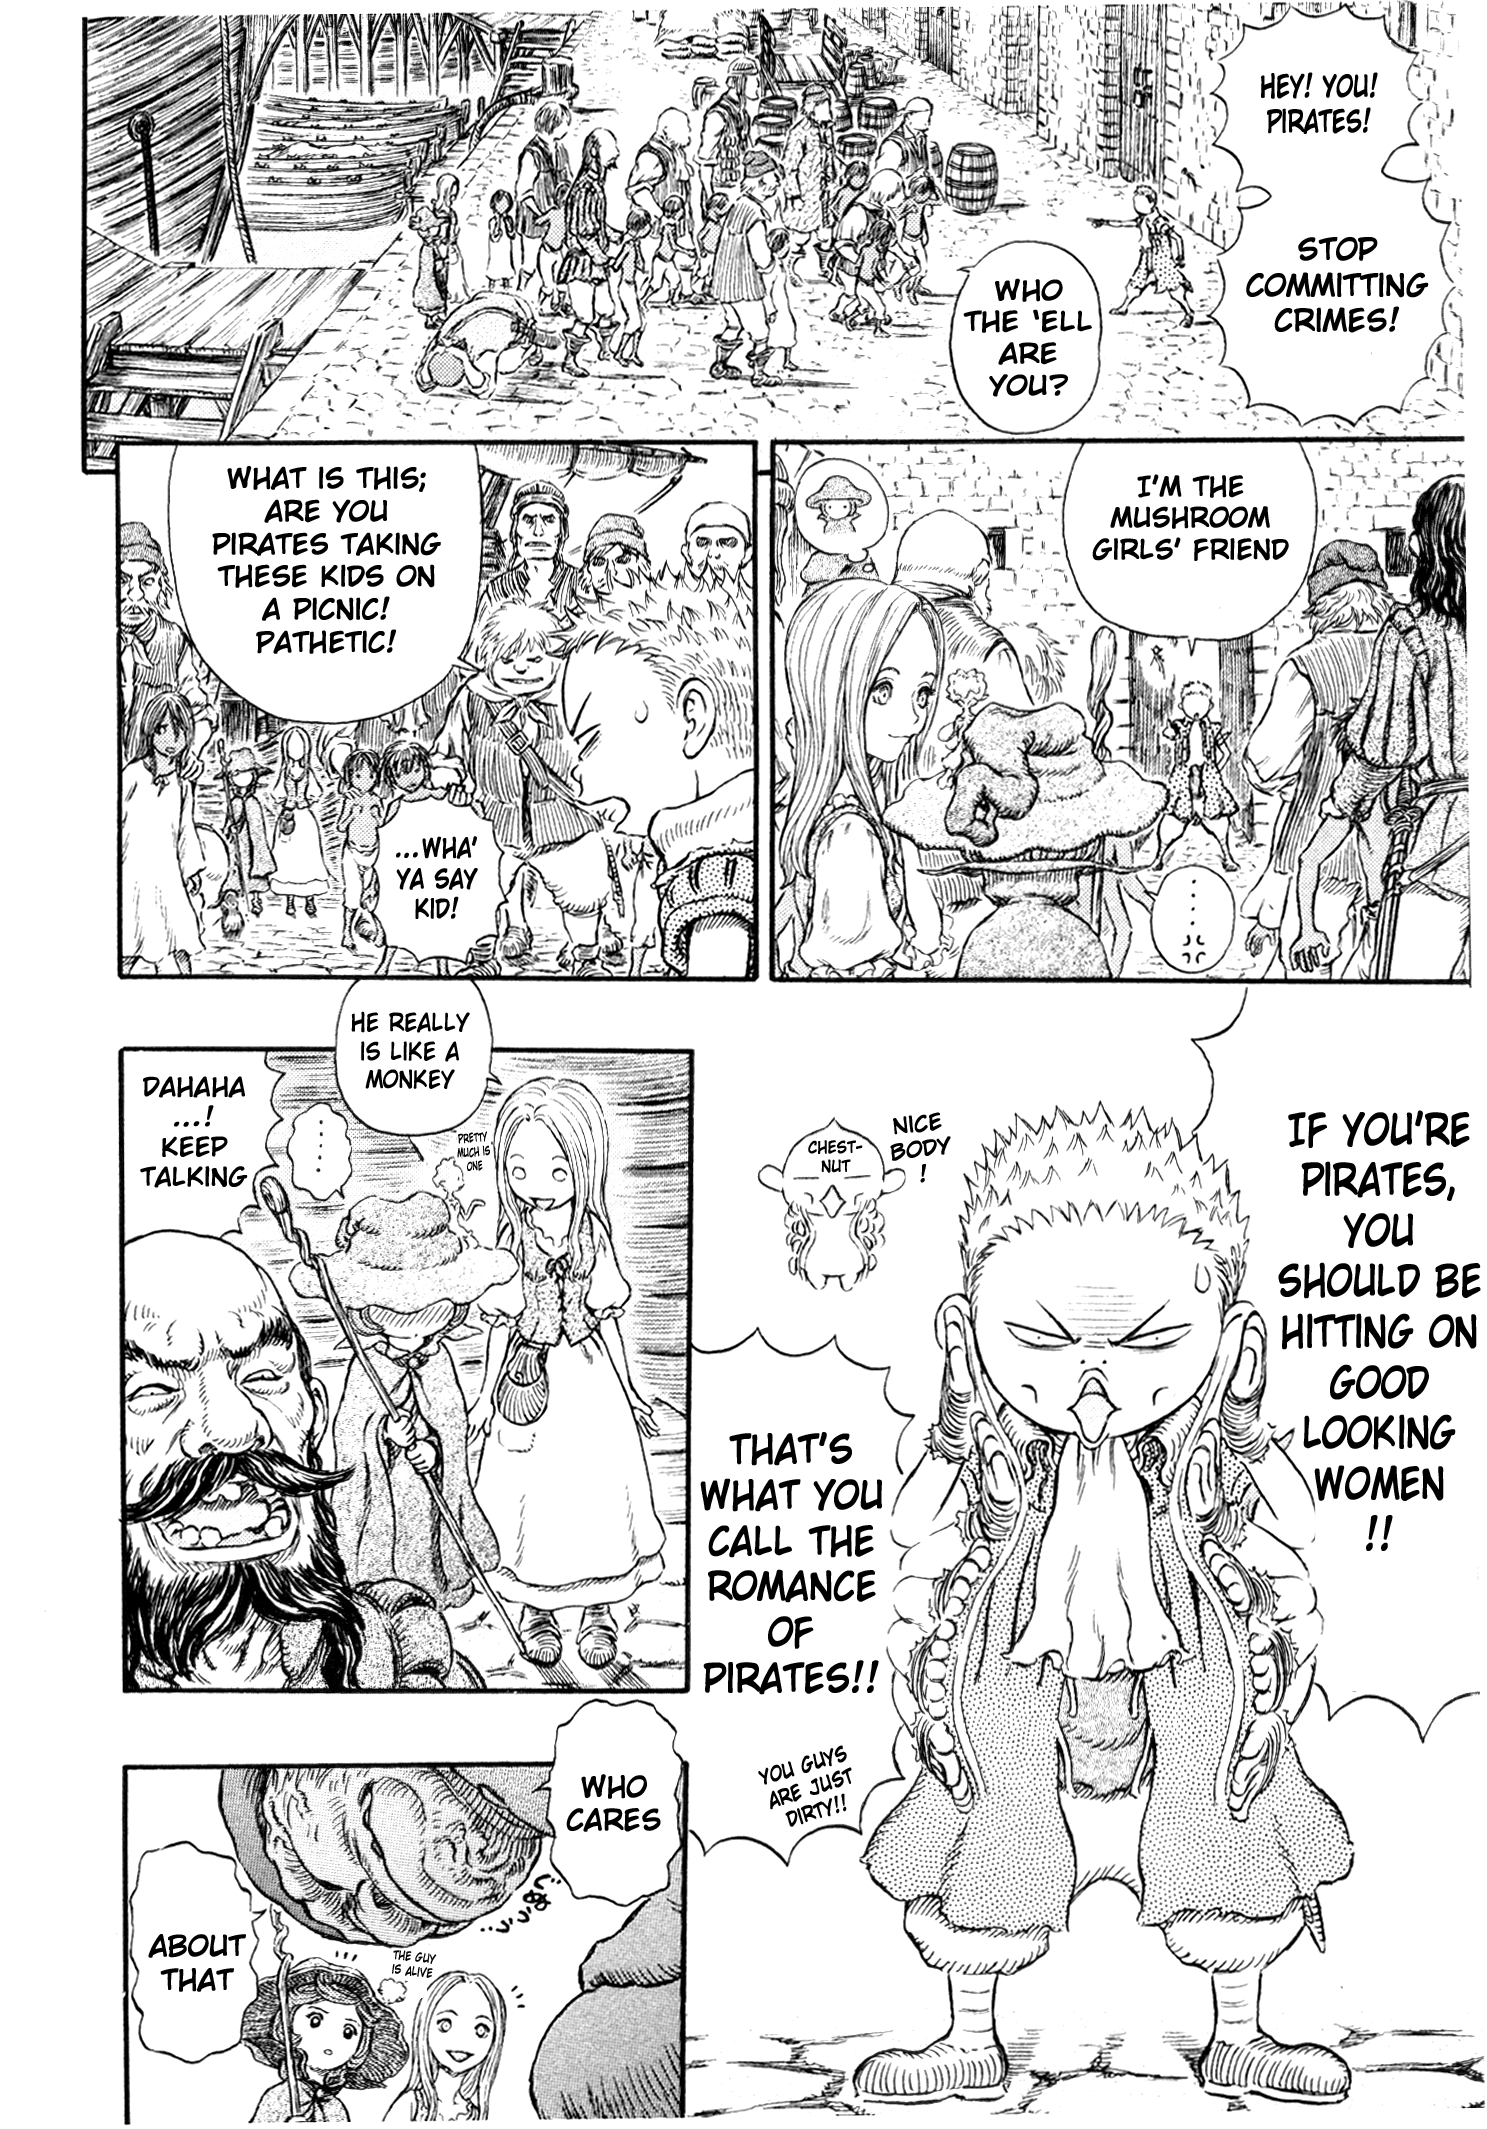 HEY! YOU!
PIRATES!
STOP
COMMITTING
CRIMES!
WHO
THE 'ELL
ARE
YOU?
I'M THE
MUSHROOM
GIRLS' FRIEND
.....
WHAT IS THIS;
ARE YOU
PIRATES TAKING
THESE KIDS ON
A PICNIC!
PATHETIC!
...WHA'
YA SAY
KID!
IF YOU'RE
PIRATES,
YOU
SHOULD BE
HITTING ON
GOOD
LOOKING
WOMEN
!!
NICE
BODY
!
CHEST-
NUT
THAT'S
WHAT YOU
CALL THE
ROMANCE
OF
PIRATES!!
YOU GUYS
ARE JUST
DIRTY!!
HE REALLY
IS LIKE A
MONKEY
PRETTY
MUCH IS
ONE
.....
DAHAHA
...!
KEEP
TALKING
WHO
CARES
ABOUT
THAT
THE GUY
IS ALIVE